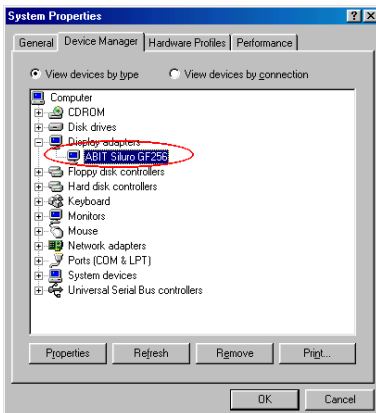 System Properties
General Device Manager Hardware Profiles Performance
View devices by type View devices by connection
Computer
CDROM
Disk drives
Display adapters
ABIT Siluro GF256
Floppy disk controllers
Hard disk controllers
Keyboard
Monitors
Mouse
Network adapters
Ports (COM & LPT)
System devices
Universal Serial Bus controllers
Properties Refresh Remove Print...
OK Cancel